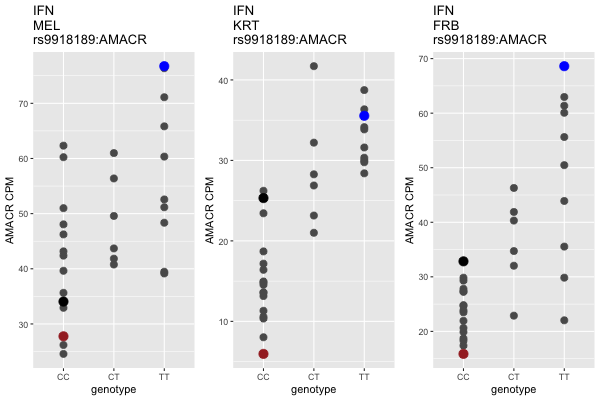 IFN
MEL
rs9918189:AMACR
AMACR CPM
70
60
50
40
30
CC CT TT
genotype
IFN
KRT
rs9918189:AMACR
AMACR CPM
40
30
20
10
CC CT TT
genotype
IFN
FRB
rs9918189:AMACR
AMACR CPM
70
60
50
40
30
20
CC CT TT
genotype